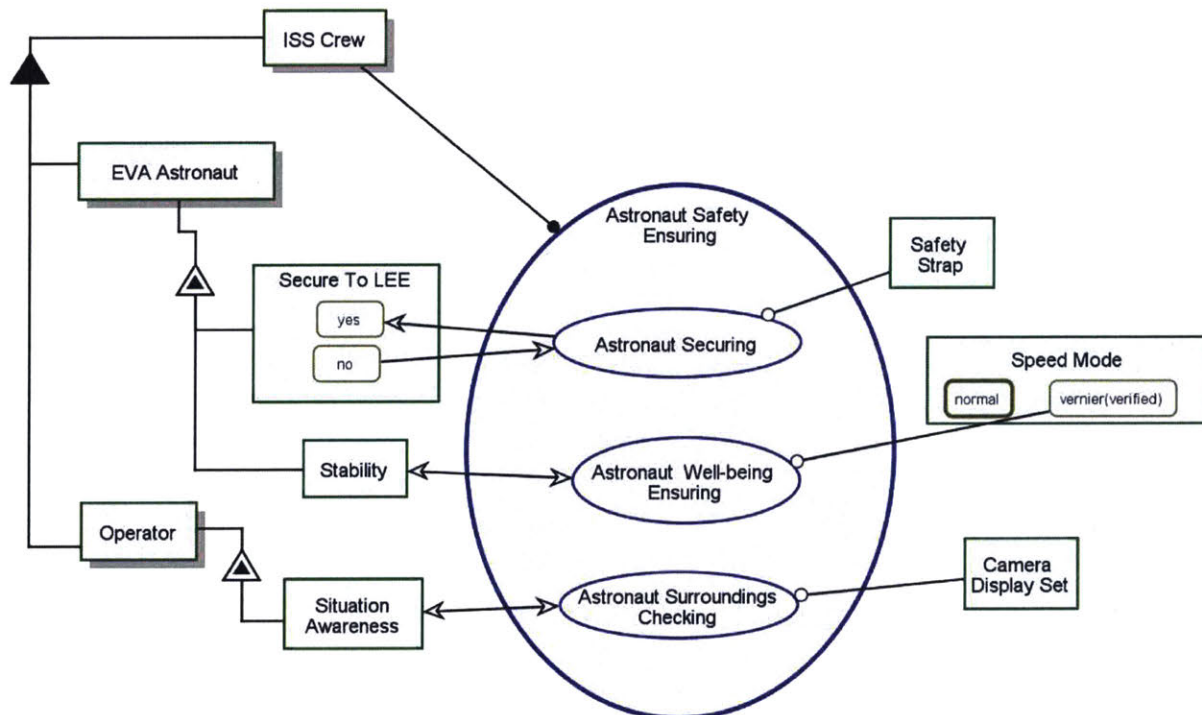 ISS Crew
EVA Astronaut
Astronaut Safety
Ensuring
Safety
Strap
Secure To LEE
yes
no
Astronaut Securing
Speed Mode
normal
vernier(verified)
Stability
Astronaut Well-being
Ensuring
Operator
Camera
Display Set
Situation
Awareness
Astronaut Surroundings
Checking